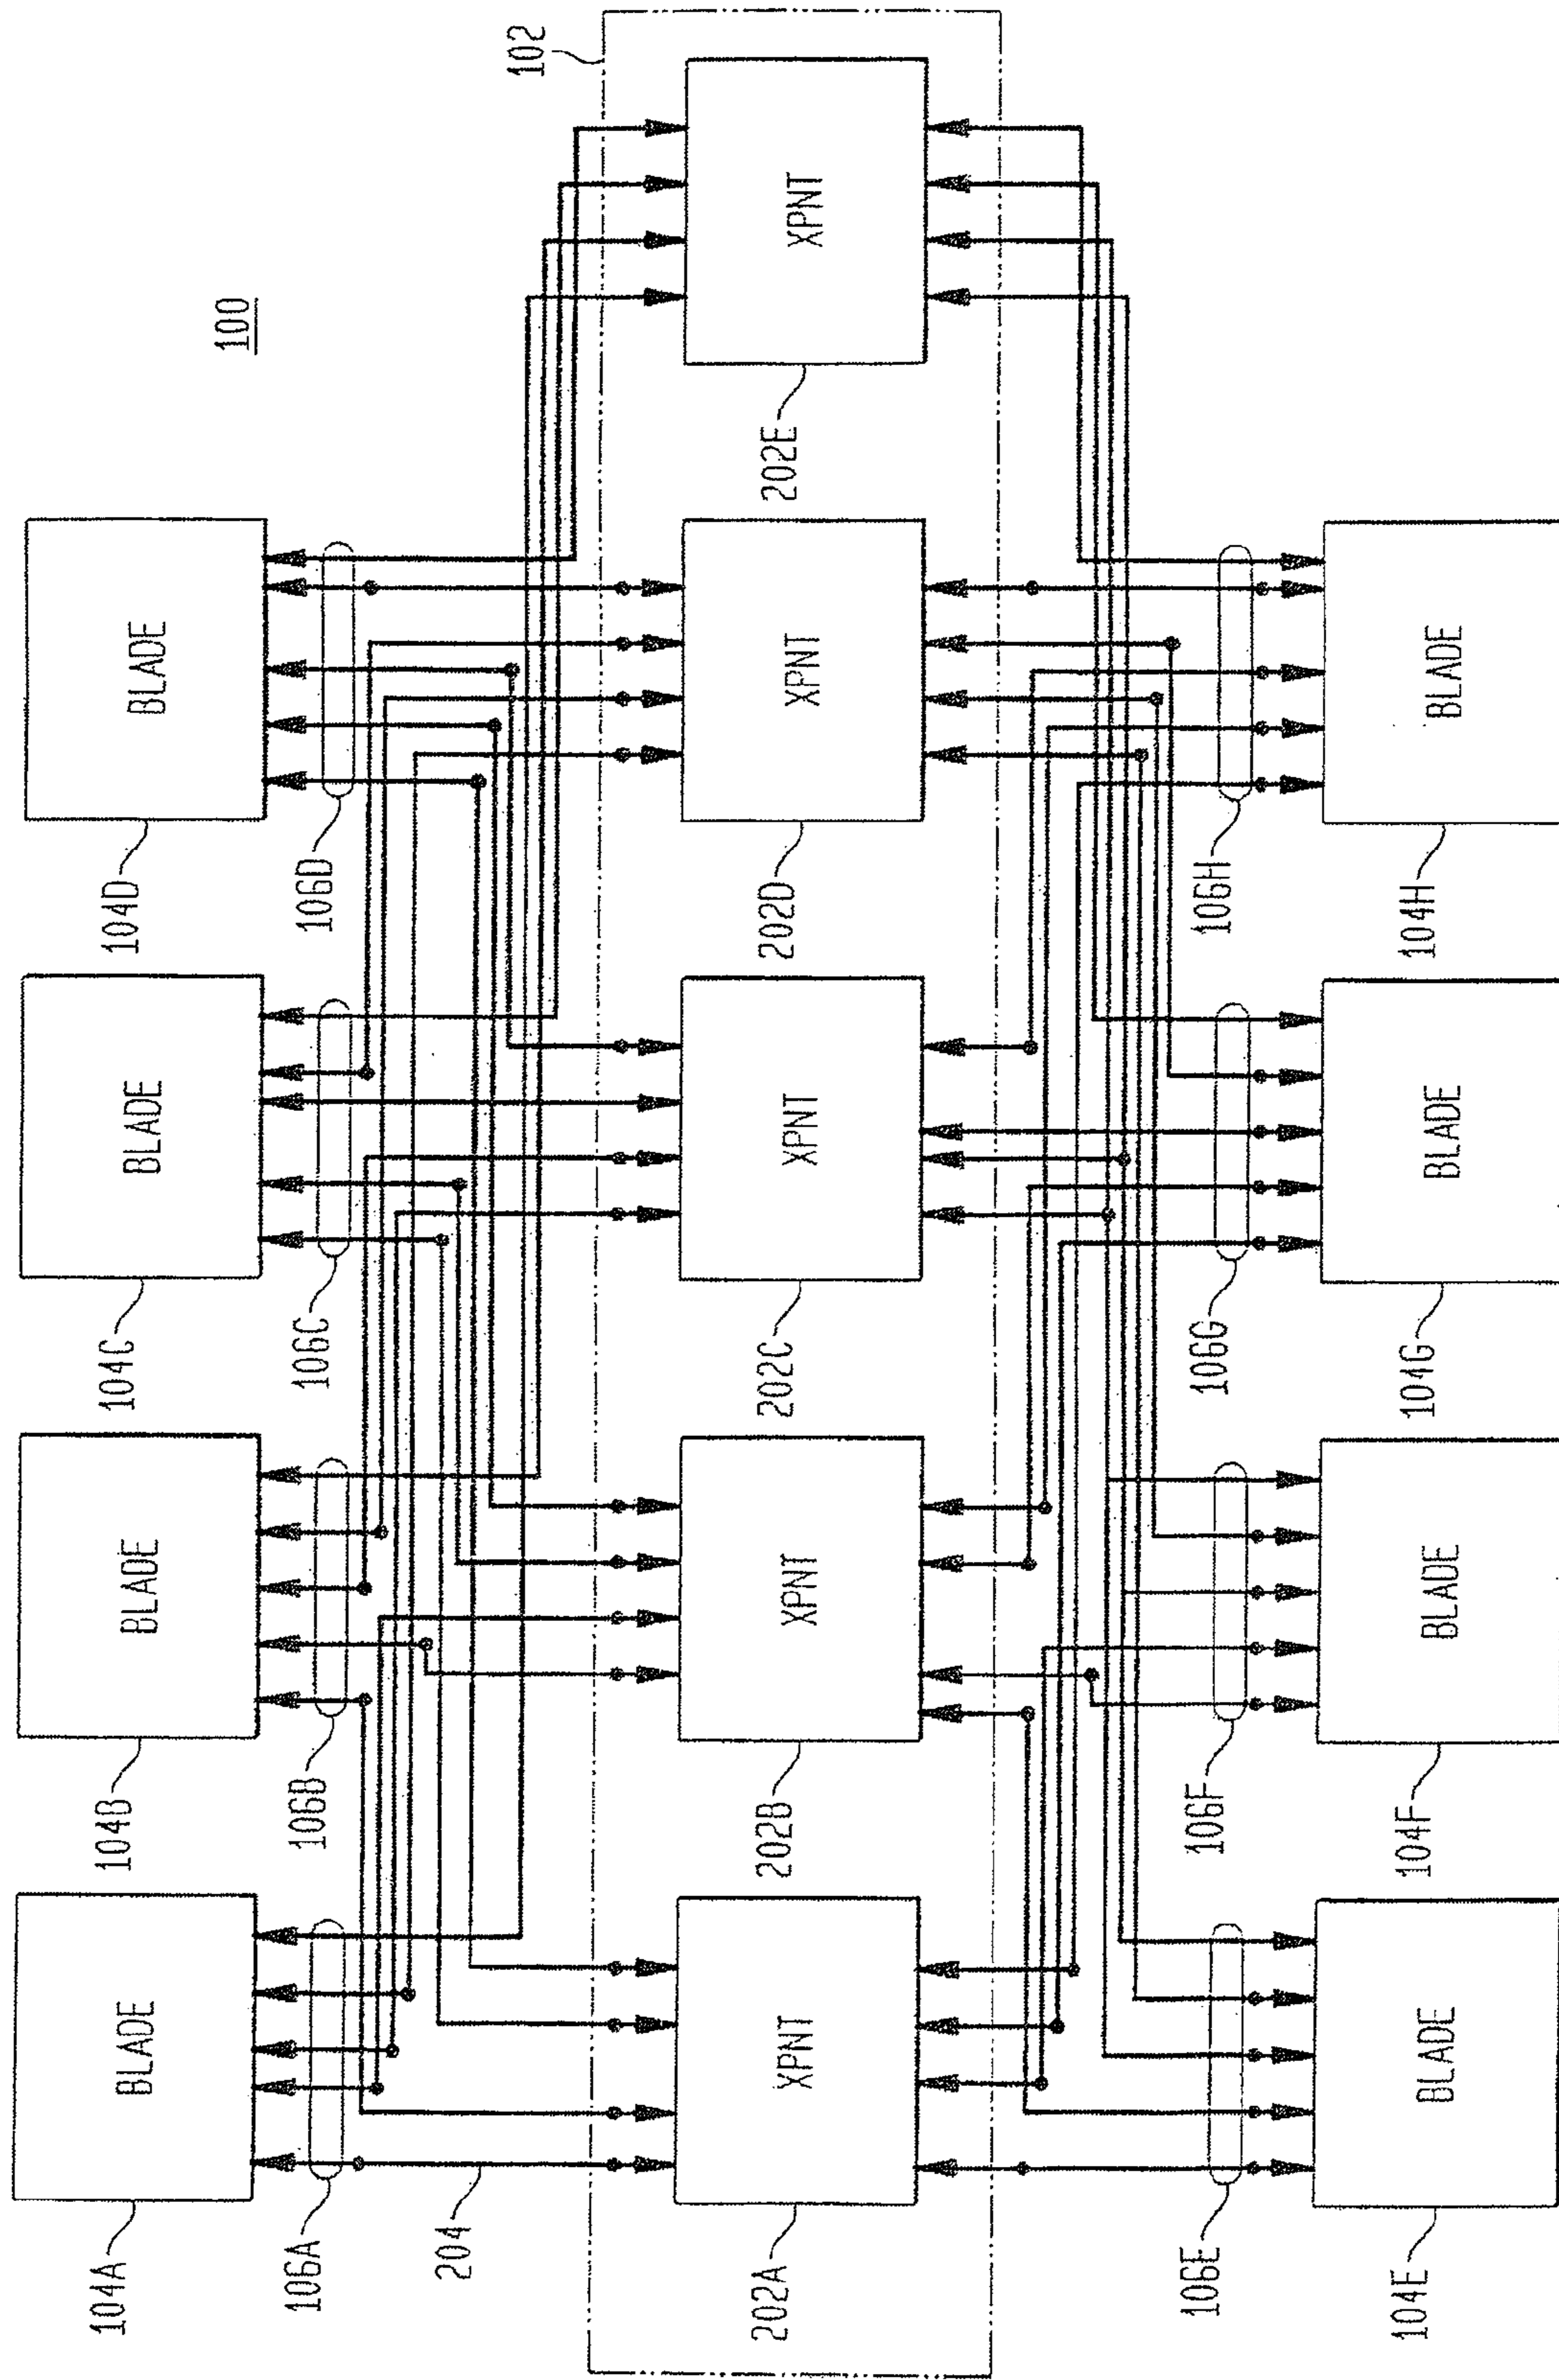 100
104A
BLADE
104B
BLADE
104C
BLADE
104D
BLADE
106A
106B
106C
106D
204
102
202A
XPNT
202B
XPNT
202C
XPNT
202D
XPNT
202E
XPNT
106E
106F
106G
106H
104E
BLADE
104F
BLADE
104G
BLADE
104H
BLADE